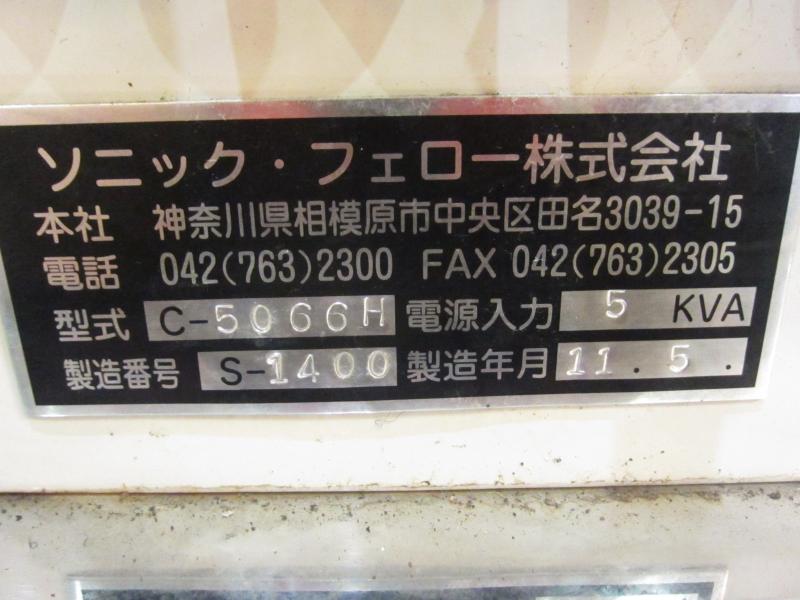 ソニック・フェロー株式会社
本社 神奈川県相模原市中央区田名3039-15
電話 042(763)2300 FAX 042(763)2305
型式 C-5066H 電源入力 5 KVA
製造番号 S-1400 製造年月 11.5.